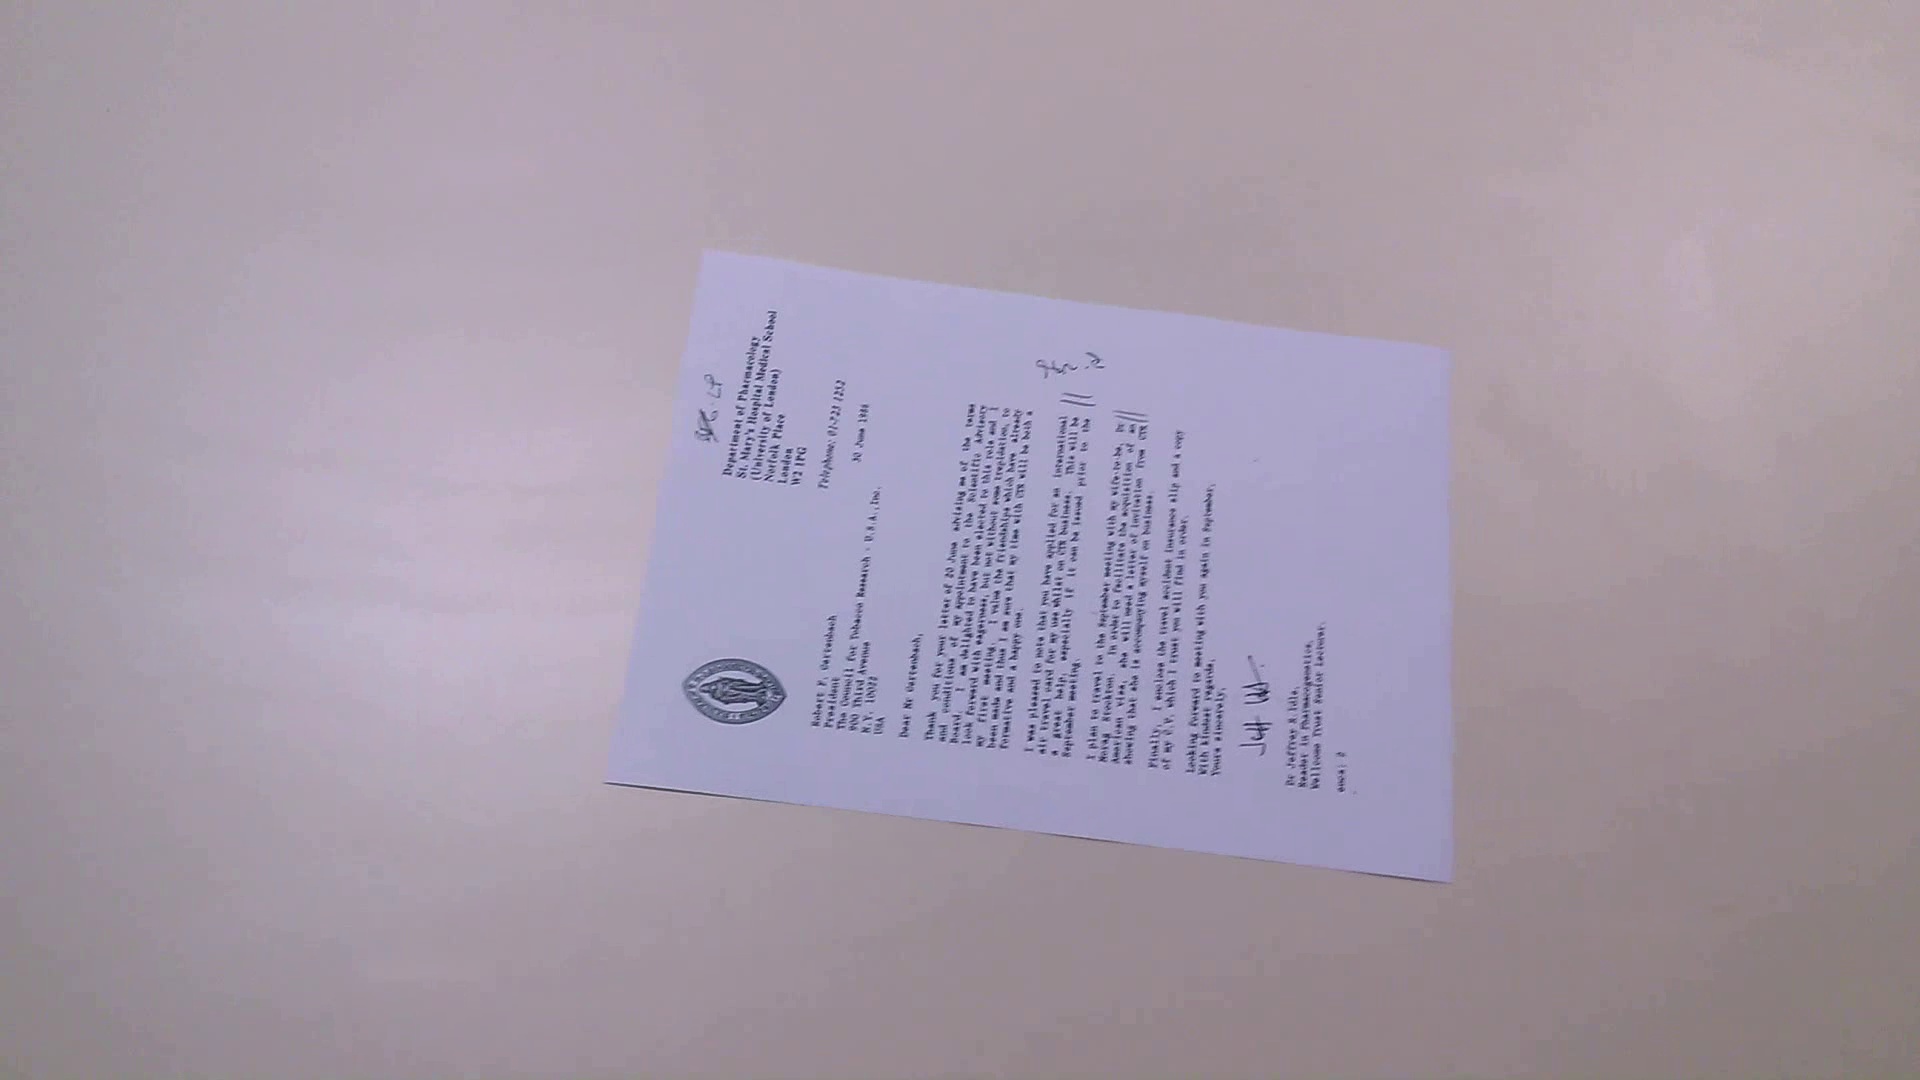 Department of Pharmacology
St. Mary's Hospital Medical School
(University of London)
Norfolk Place
London
W2 1PG
Telephone: 01-723 1252
30 June 1988
Robert F. Gertenbach
President
The Council for Tobacco Research - U.S.A., Inc.
900 Third Avenue
N.Y. 10022
USA
Dear Mr Gertenbach,
Thank you for your letter of 20 June advising me of the terms
and conditions of my appointment to the Scientific Advisory
Board. I am delighted to have been elected to this role and I
look forward with eagerness, but not without some trepidation, to
my first meeting. I value the friendships which have already
been made and thus I am sure that my time with CTR will be both a
formative and a happy one.
I was pleased to note that you have applied for an international
air travel card for my use whilst on CTR business. This will be
a great help, especially if it can be issued prior to the
September meeting.
I plan to travel to the September meeting with my wife-to-be,
Brookton. In order to facilitate the acquisition of an
American visa, she will need a letter of invitation from CTR
showing that she is accompanying myself on business.
Finally, I enclose the travel accident insurance slip and a copy
of my C.V. which I trust you will find in order.
Looking forward to meeting with you again in September,
With kindest regards,
Yours sincerely,
Dr Jeffrey R. Idle,
Reader in Pharmacogenetics,
Wellcome Trust Senior Lecturer.
encs: 2